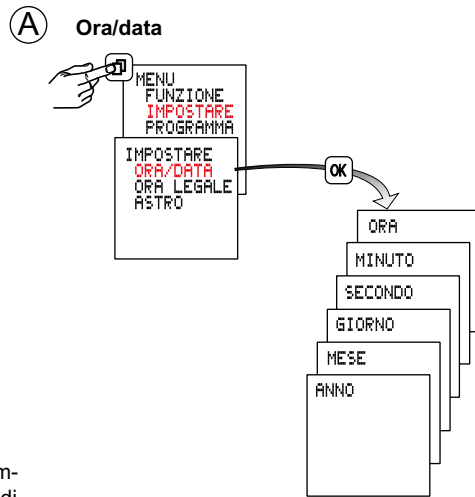 A Ora/data
MENU
FUNZIONE
IMPOSTARE
PROGRAMMA
IMPOSTARE
ORA/DATA
ORA LEGALE
ASTRO
OK
ORA
MINUTO
SECONDO
GIORNO
MESE
ANNO
m-
di